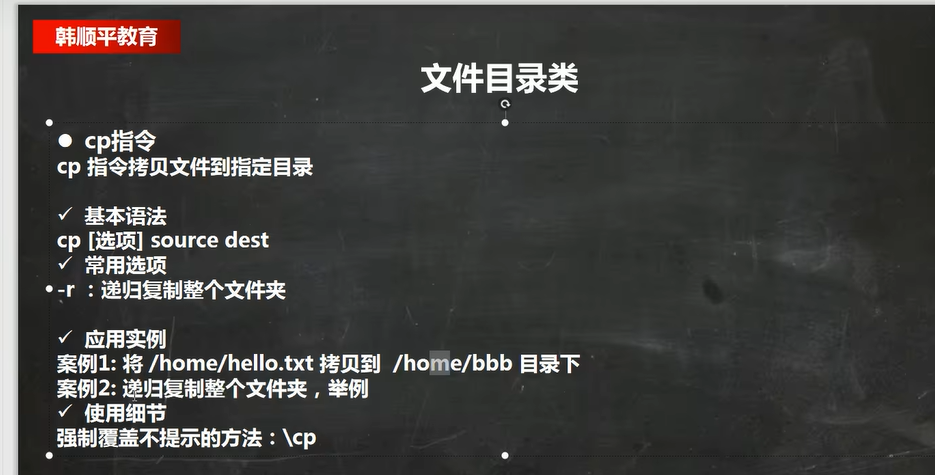 韩顺平教育
文件目录类
● cp指令
cp 指令拷贝文件到指定目录
✓ 基本语法
cp [选项] source dest
✓ 常用选项
-r ：递归复制整个文件夹
✓ 应用实例
案例1: 将 /home/hello.txt 拷贝到 /home/bbb 目录下
案例2: 递归复制整个文件夹，举例
✓ 使用细节
强制覆盖不提示的方法：\cp